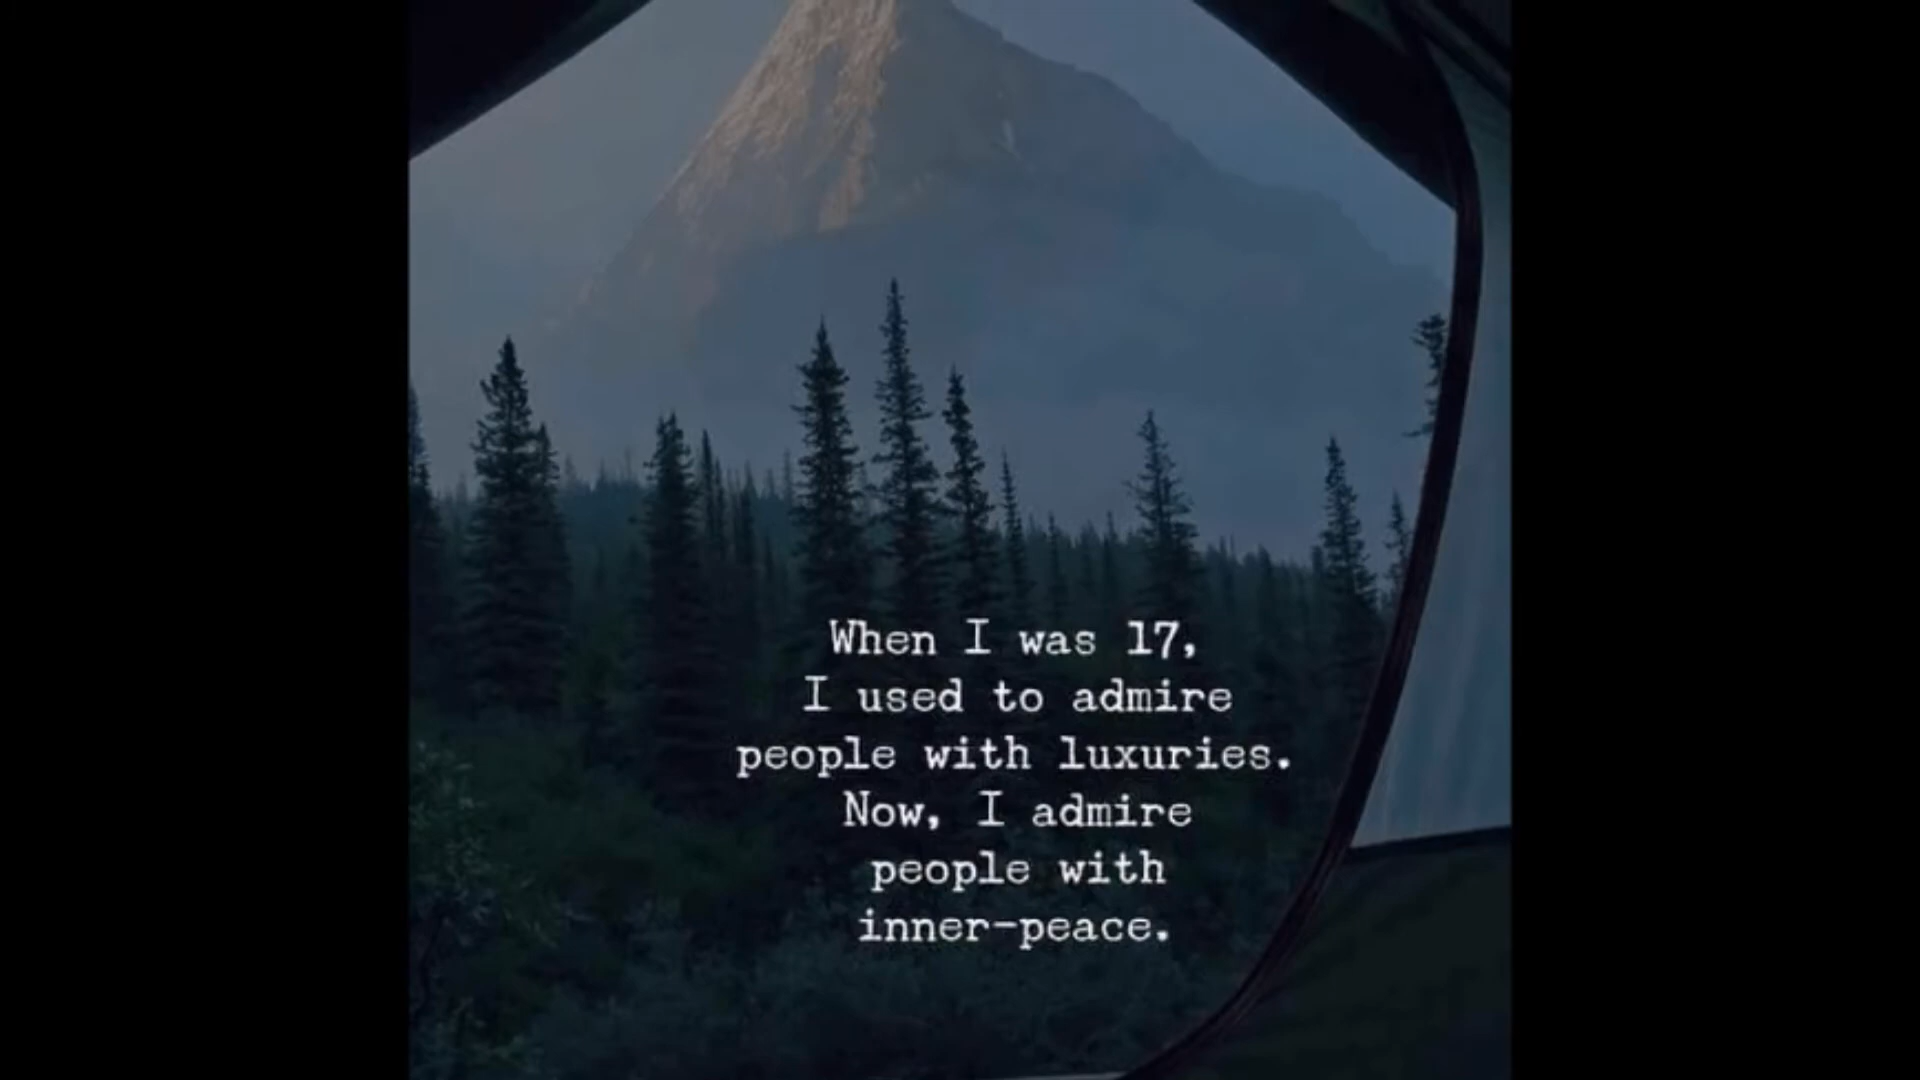 When I was 17,
I used to admire
people with luxuries.
Now, I admire
people with
inner-peace.